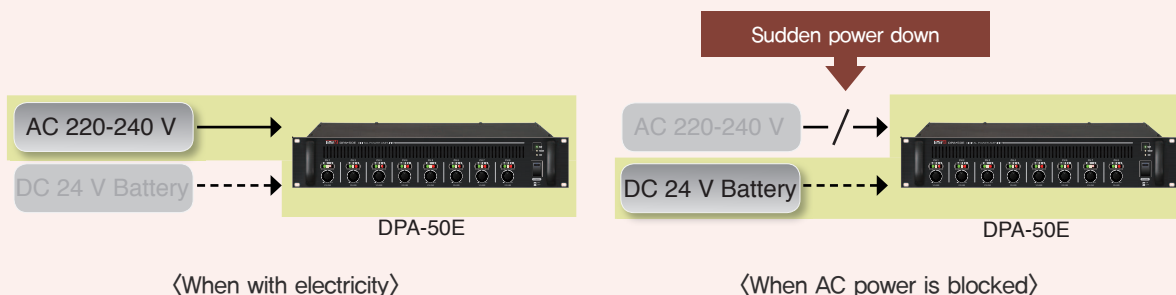 Sudden power down
AC 220-240 V
DC 24 V Battery
DPA-50E
〈When with electricity〉
AC 220-240 V
DC 24 V Battery
DPA-50E
〈When AC power is blocked〉